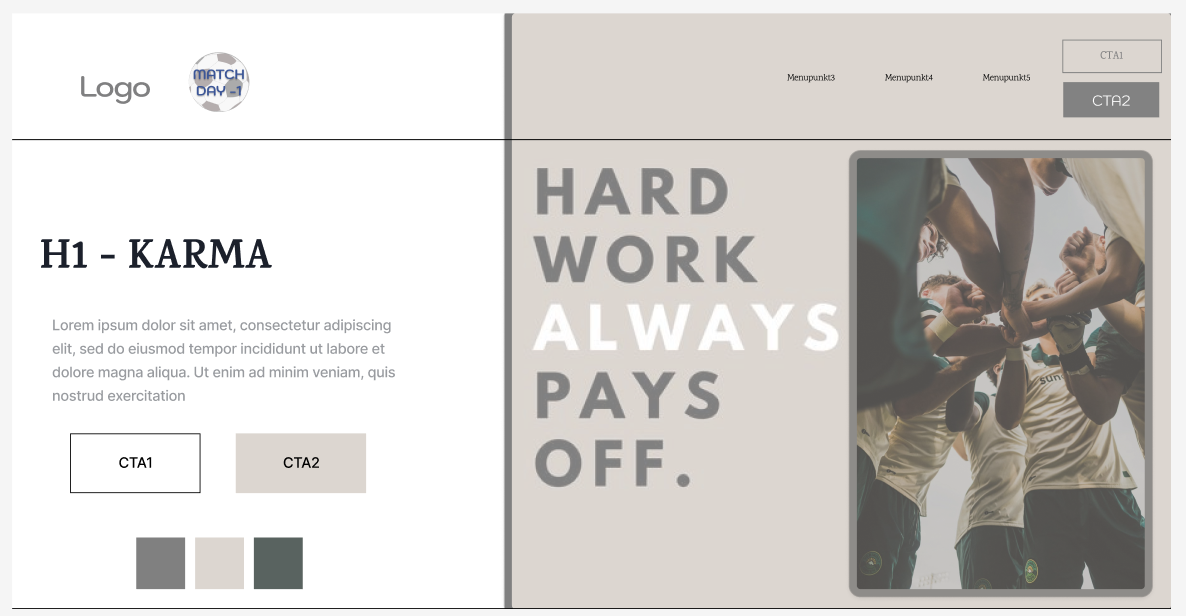 Logo
MATCH
DAY -1
Menupunkt3
Menupunkt4
Menupunkt5
CTA1
CTA2
H1 - KARMA
Lorem ipsum dolor sit amet, consectetur adipiscing
elit, sed do eiusmod tempor incididunt ut labore et
dolore magna aliqua. Ut enim ad minim veniam, quis
nostrud exercitation
CTA1
CTA2
HARD
WORK
ALWAYS
PAYS
OFF.